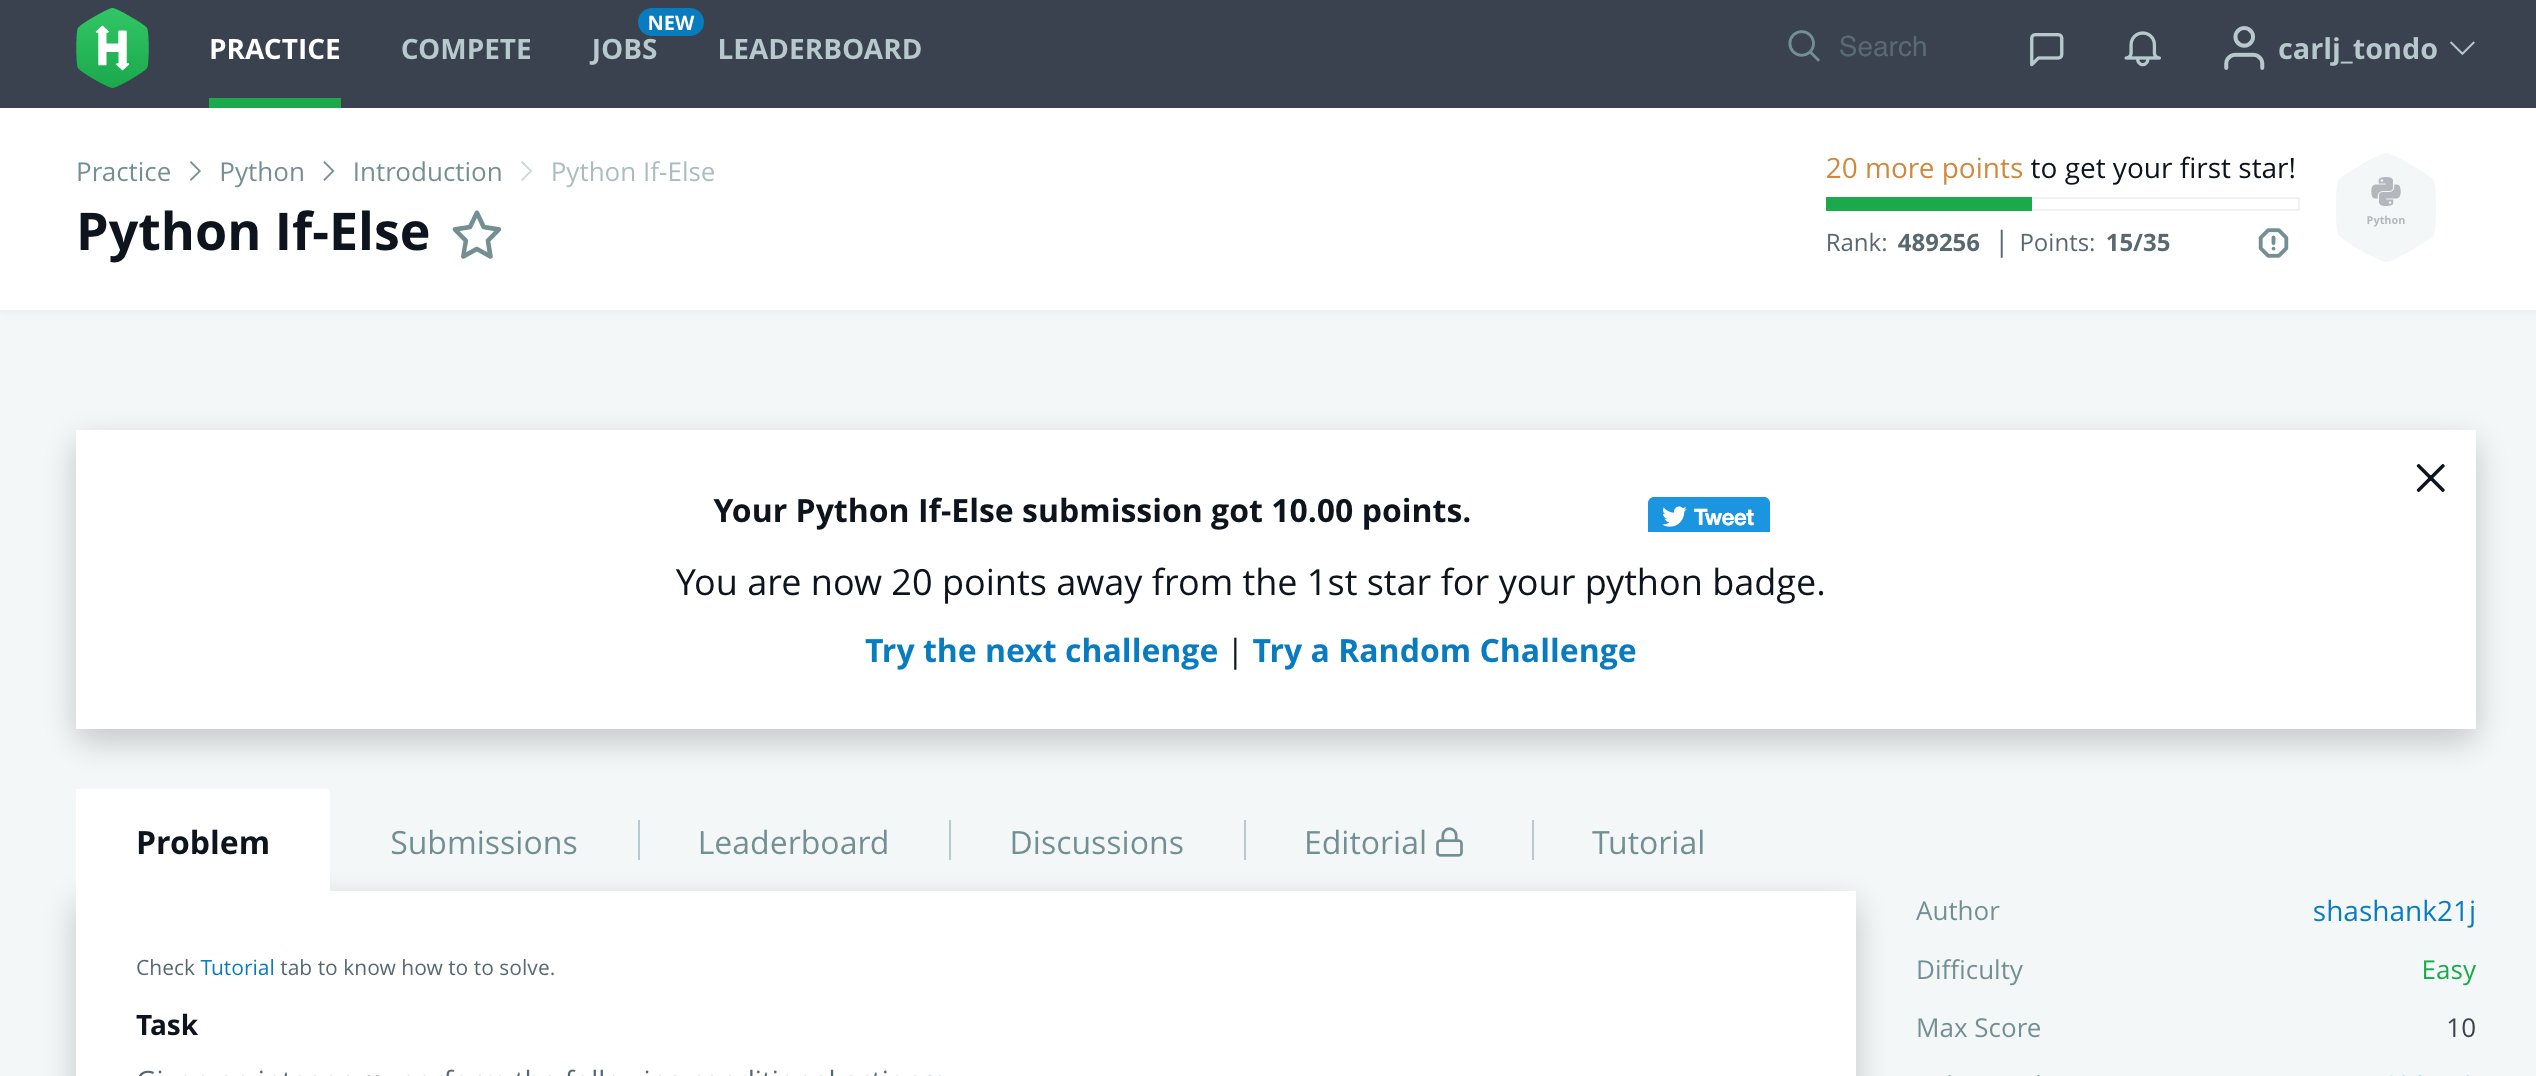 H PRACTICE COMPETE JOBS NEW LEADERBOARD Search carlj_tondo
Practice > Python > Introduction > Python If-Else
Python If-Else
20 more points to get your first star!
Rank: 489256 | Points: 15/35
Python
Your Python If-Else submission got 10.00 points. Tweet
You are now 20 points away from the 1st star for your python badge.
Try the next challenge | Try a Random Challenge
Problem Submissions Leaderboard Discussions Editorial Tutorial
Check Tutorial tab to know how to to solve.
Task
Author shashank21j
Difficulty Easy
Max Score 10